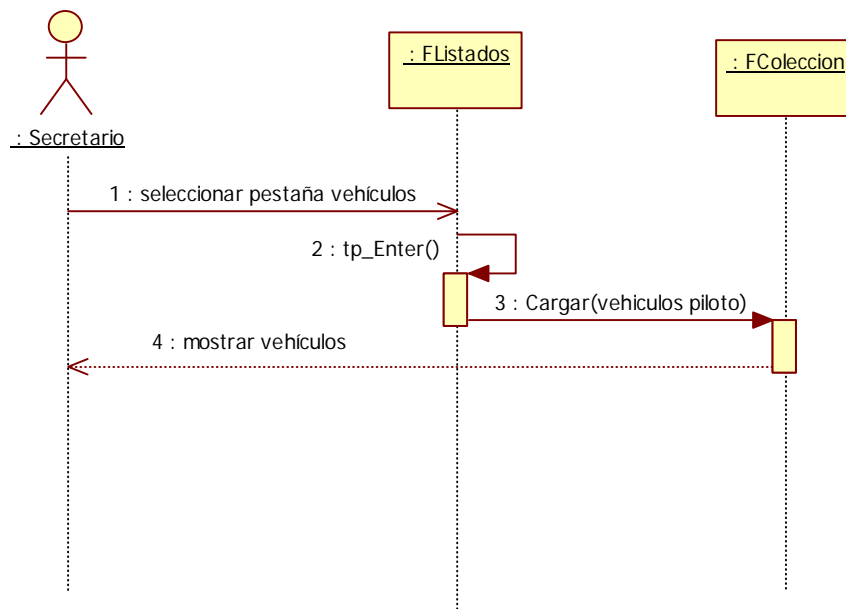 : FListados
: FColeccion
: Secretario
1 : seleccionar pestaña vehículos
2 : tp_Enter()
3 : Cargar(vehiculos piloto)
4 : mostrar vehículos